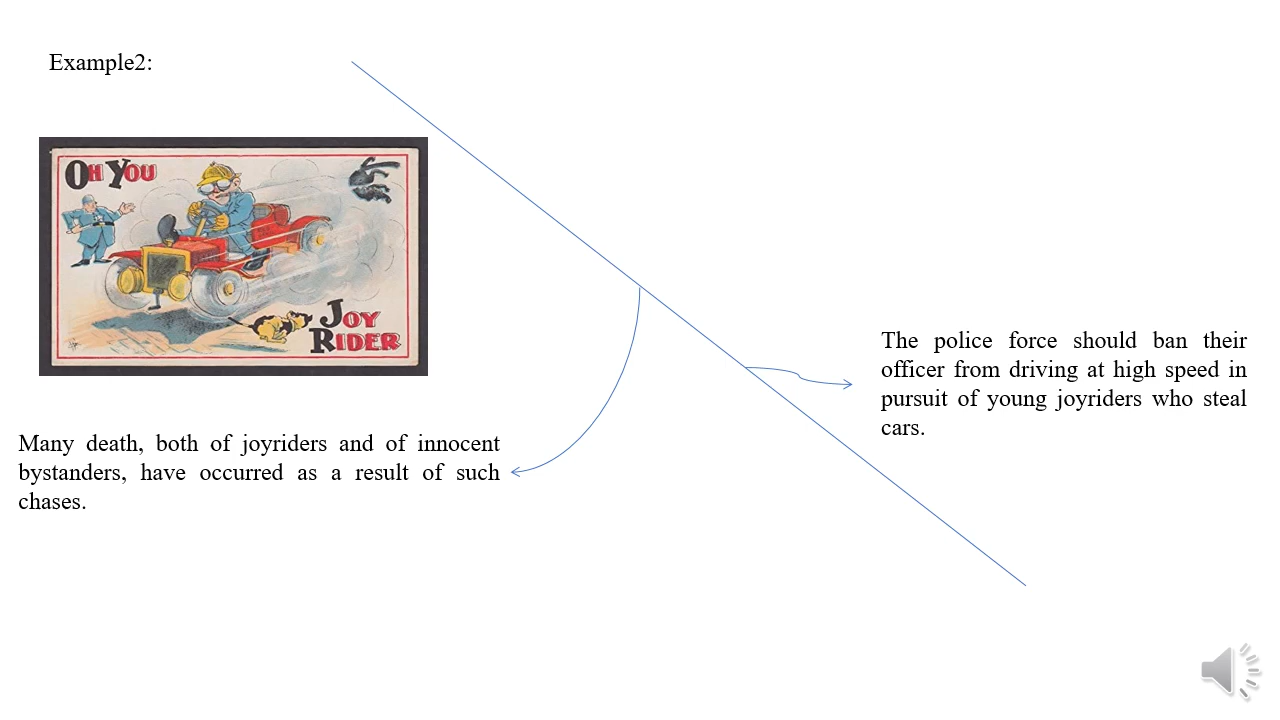 Example2:
OH YOU
JOY
RIDER
Many death, both of joyriders and of innocent
bystanders, have occurred as a result of such
chases.
The police force should ban their
officer from driving at high speed in
pursuit of young joyriders who steal
cars.